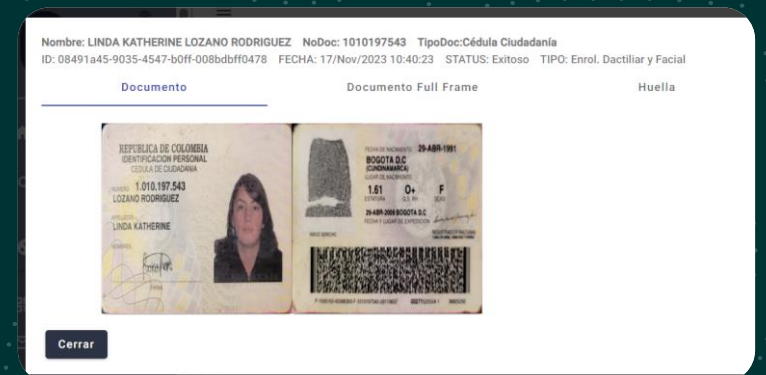 Nombre: LINDA KATHERINE LOZANO RODRIGUEZ NoDoc: 1010197543 TipoDoc:Cédula Ciudadanía
ID: 08491a45-9035-4547-b0ff-008bdbff0478 FECHA: 17/Nov/2023 10:40:23 STATUS: Exitoso TIPO: Enrol. Dactiliar y Facial
Documento Documento Full Frame Huella
REPUBLICA DE COLOMBIA
IDENTIFICACION PERSONAL
CEDULA DE CIUDADANIA
NUMERO 1.010.197.543
LOZANO RODRIGUEZ
APELLIDOS
LINDA KATHERINE
NOMBRES
FIRMA
FECHA DE NACIMIENTO 29-ABR-1991
BOGOTA D.C
(CUNDINAMARCA)
LUGAR DE NACIMIENTO
1.61 O+ F
ESTATURA G.S. RH SEXO
29-ABR-2009 BOGOTA D.C
FECHA Y LUGAR DE EXPEDICION
INDICE DERECHO
Cerrar